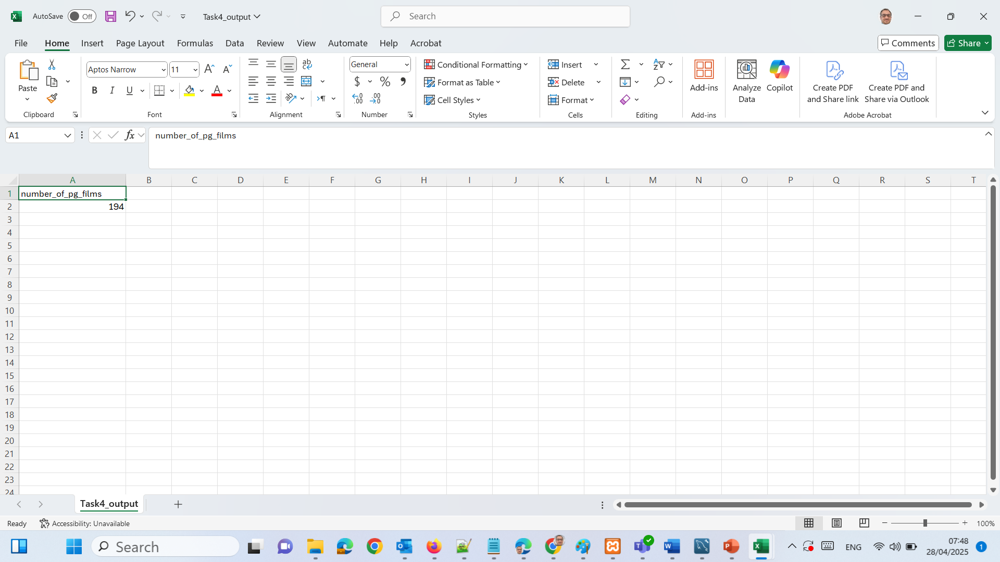 AutoSave Off Task4_output Search
File Home Insert Page Layout Formulas Data Review View Automate Help Acrobat Comments Share
Paste
Clipboard
Aptos Narrow 11
B I U
Font
ab
Alignment
General
$ % ,
Number
Conditional Formatting
Format as Table
Cell Styles
Styles
Insert
Delete
Format
Cells
Editing
Add-ins
Add-ins
Analyze
Data
Copilot
Create PDF
and Share link
Create PDF and
Share via Outlook
Adobe Acrobat
A1 fx number_of_pg_films
A B C D E F G H I J K L M N O P Q R S T
1 number_of_pg_films
2 194
3
4
5
6
7
8
9
10
11
12
13
14
15
16
17
18
19
20
21
22
23
24
Task4_output
Ready Accessibility: Unavailable 100%
Search ENG 07:48
28/04/2025 1